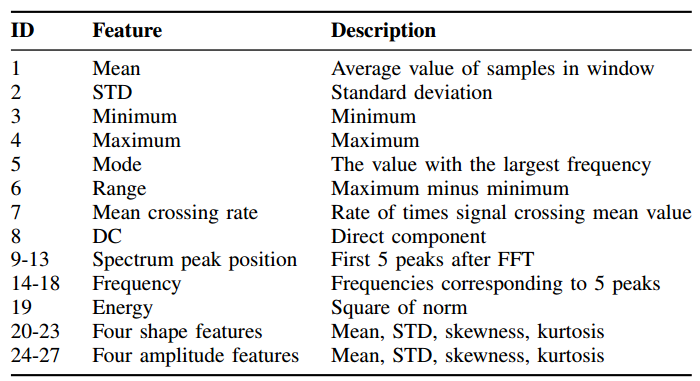 ID Feature Description
1 Mean Average value of samples in window
2 STD Standard deviation
3 Minimum Minimum
4 Maximum Maximum
5 Mode The value with the largest frequency
6 Range Maximum minus minimum
7 Mean crossing rate Rate of times signal crossing mean value
8 DC Direct component
9-13 Spectrum peak position First 5 peaks after FFT
14-18 Frequency Frequencies corresponding to 5 peaks
19 Energy Square of norm
20-23 Four shape features Mean, STD, skewness, kurtosis
24-27 Four amplitude features Mean, STD, skewness, kurtosis